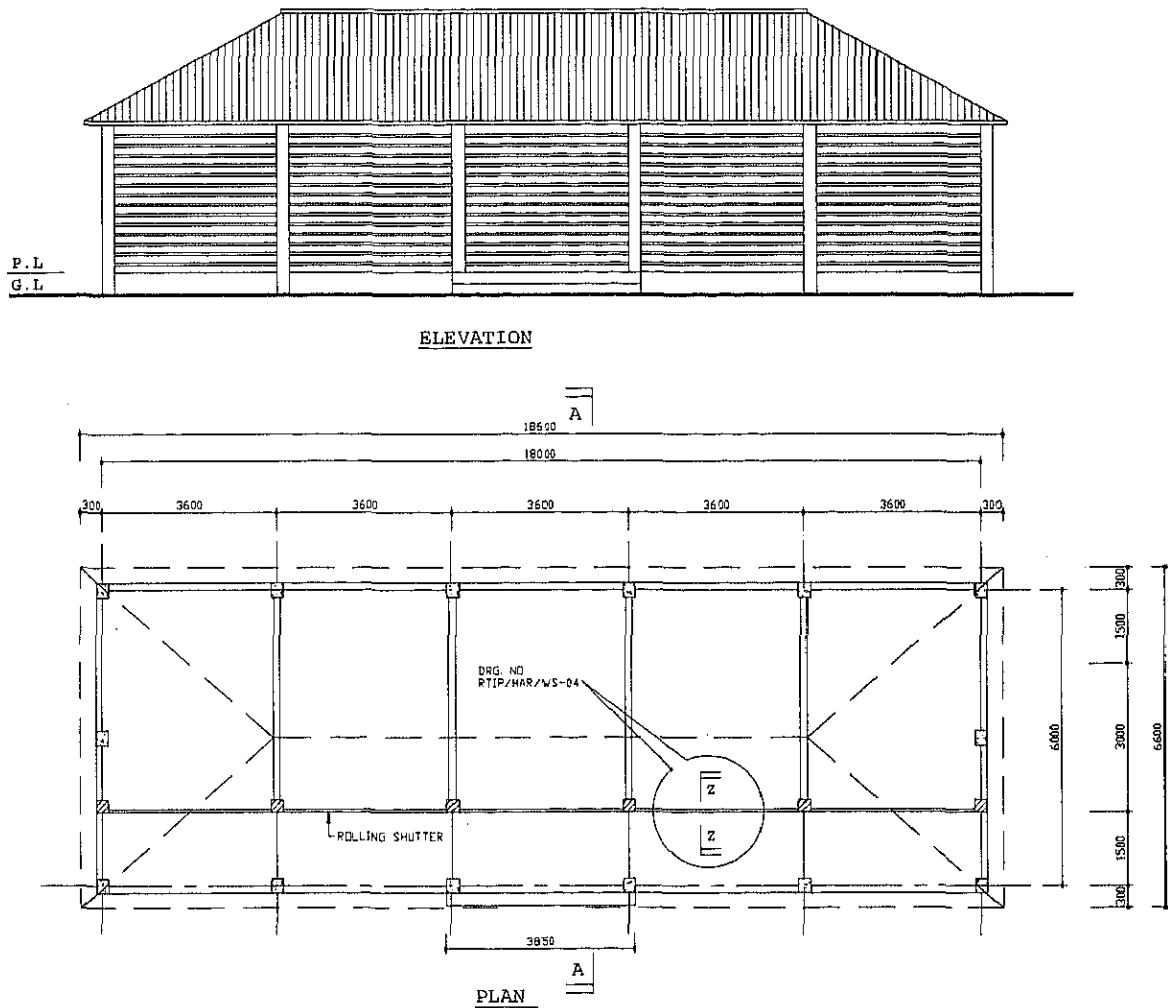 P.L
G.L
ELEVATION
A
18600
18000
300 3600 3600 3600 3600 3600 300
300
1500
DRG. NO
RTIP/HAR/WS-04
6000
3000
6600
Z
Z
ROLLING SHUTTER
1500
300
3850
A
PLAN